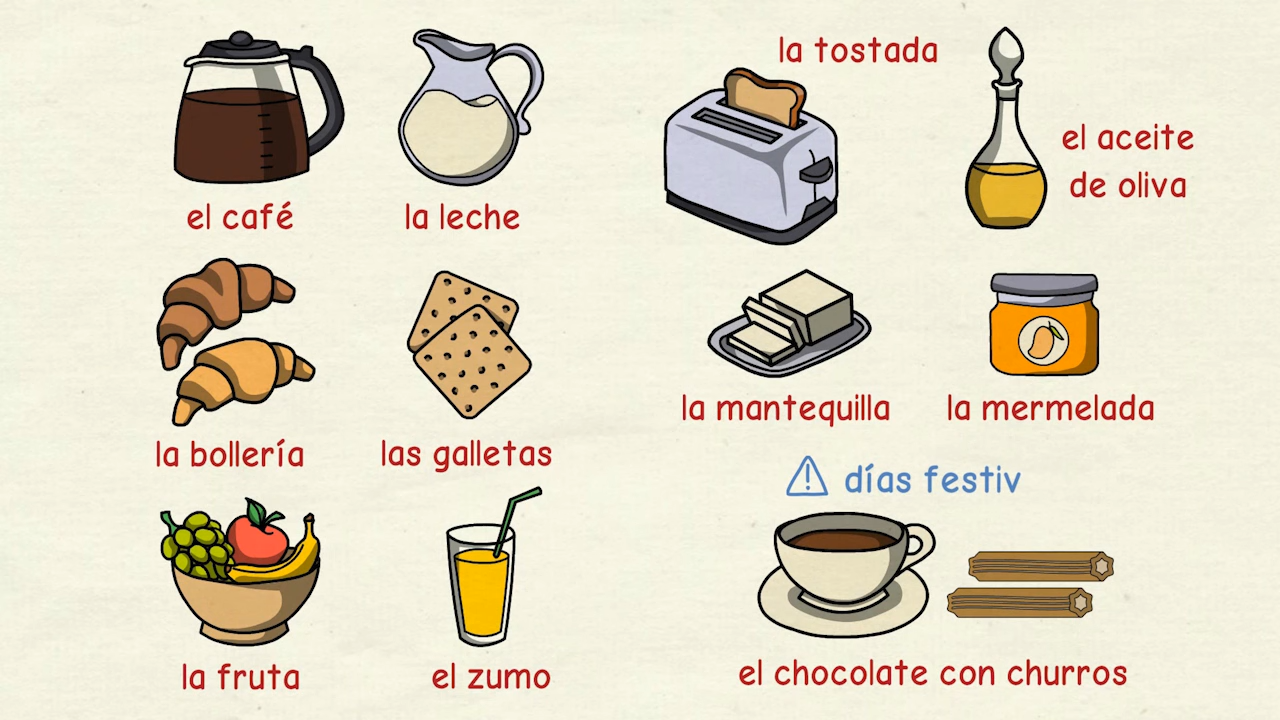 el café
la leche
la tostada
el aceite
de oliva
la bollería
las galletas
la mantequilla
la mermelada
la fruta
el zumo
días festiv
el chocolate con churros